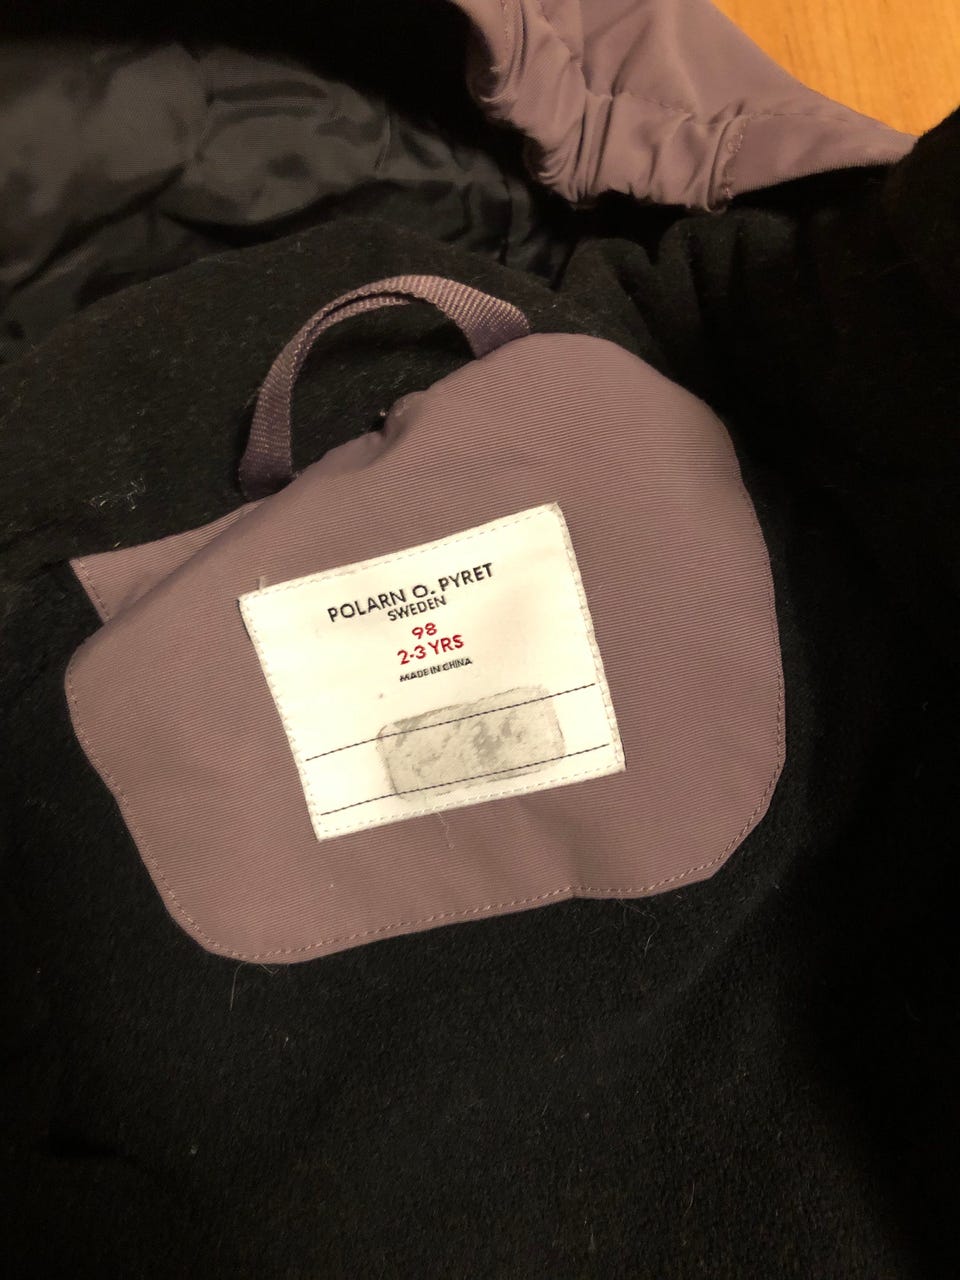 POLARN O. PYRET
SWEDEN
98
2-3 YRS
MADE IN CHINA